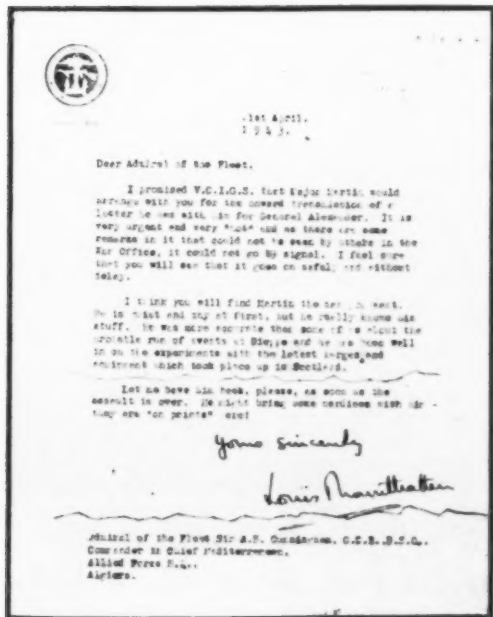 1st April,
1943.
Dear Admiral of the Fleet,
I promised V.C.I.G.S. that Major Martin would
arrange with you for the onward transmission of a
letter he has with him for General Alexander. It is
very urgent and very and as there are some
remarks in it that could not be seen by others in the
War Office, it could not go by signal. I feel sure
that you will see that it goes on safely and without
delay.
I think you will find Martin the man you want.
He is quiet and shy at first, but he really knows his
stuff. He was more accurate than some of us about the
probable run of events at Dieppe and he has been well
in on the experiments with the latest barges and
equipment which took place up in Scotland.
Let me have him back, please, as soon as the
assault is over. He might bring some sardines with him
they are "on points" here!
Yours sincerely
Louis Mountbatten
Admiral of the Fleet Sir A.B. Cunningham, G.C.B., D.S.O.,
Commander in Chief Mediterranean,
Allied Force H.Q.,
Algiers.